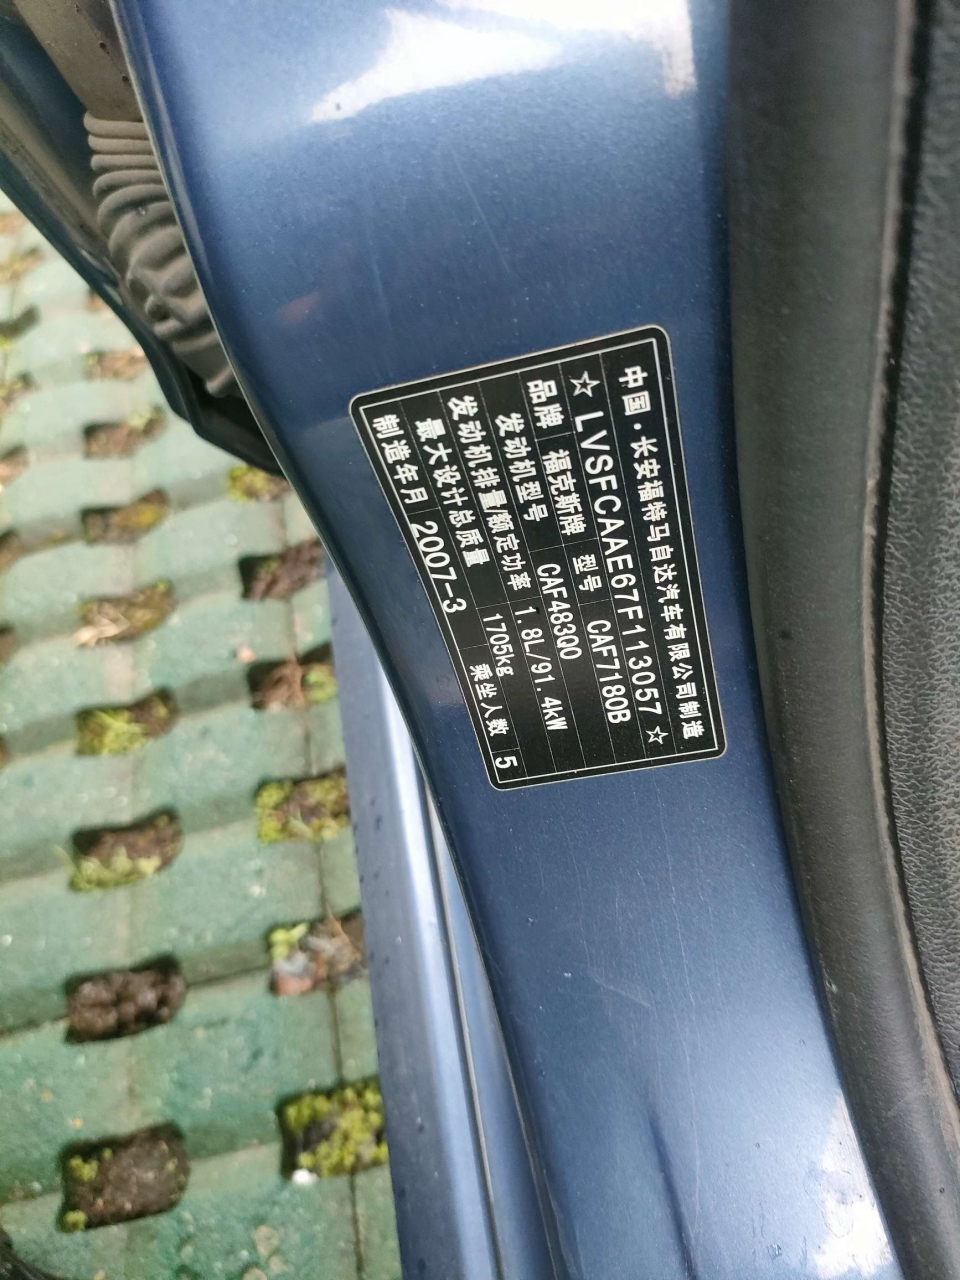 中国·长安福特马自达汽车有限公司制造
☆ LVSFCAAE67F113057 ☆
品牌 福克斯牌 型号 CAF7180B
发动机型号 CAF483Q0
发动机排量/额定功率 1.8L/91.4kW
最大设计总质量 1705kg 乘坐人数 5
制造年月 2007-3